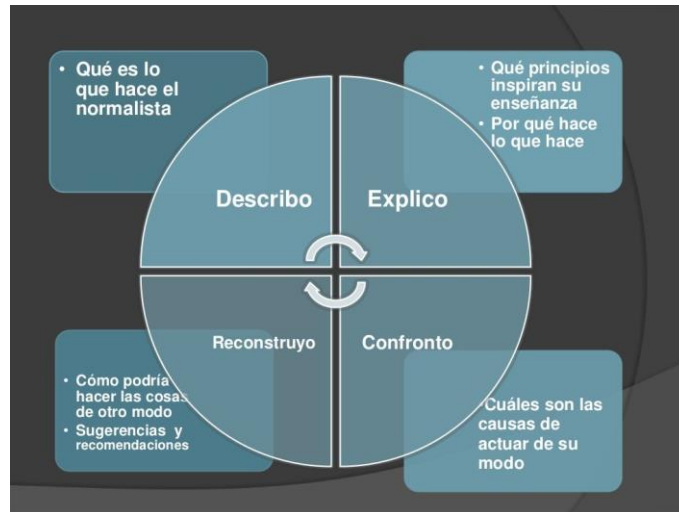 • Qué es lo
que hace el
normalista
• Qué principios
inspiran su
enseñanza
• Por qué hace
lo que hace
Describo
Explico
Reconstruyo
Confronto
• Cómo podría
hacer las cosas
de otro modo
• Sugerencias y
recomendaciones
•Cuáles son las
causas de
actuar de su
modo